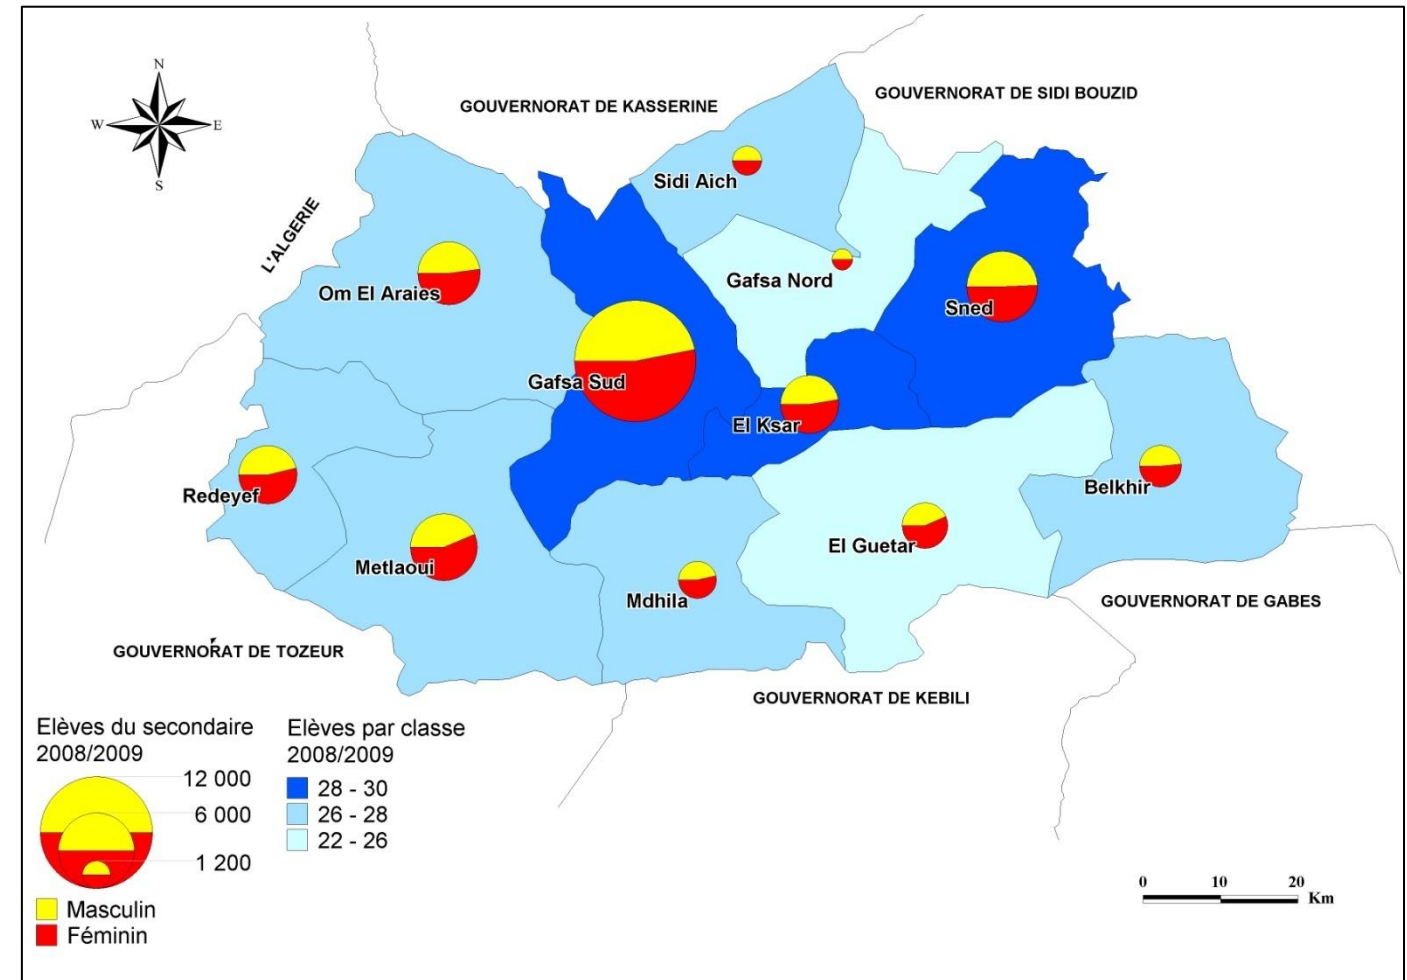 N
W
E
S
GOUVERNORAT DE KASSERINE
GOUVERNORAT DE SIDI BOUZID
L'ALGERIE
Sidi Aich
Gafsa Nord
Om El Araies
Sned
Gafsa Sud
El Ksar
Redeyef
Belkhir
Metlaoui
El Guetar
Mdhila
GOUVERNORAT DE GABES
GOUVERNORAT DE TOZEUR
GOUVERNORAT DE KEBILI
Elèves du secondaire
2008/2009
12 000
6 000
1 200
Masculin
Féminin
Elèves par classe
2008/2009
28 - 30
26 - 28
22 - 26
0 10 20
Km